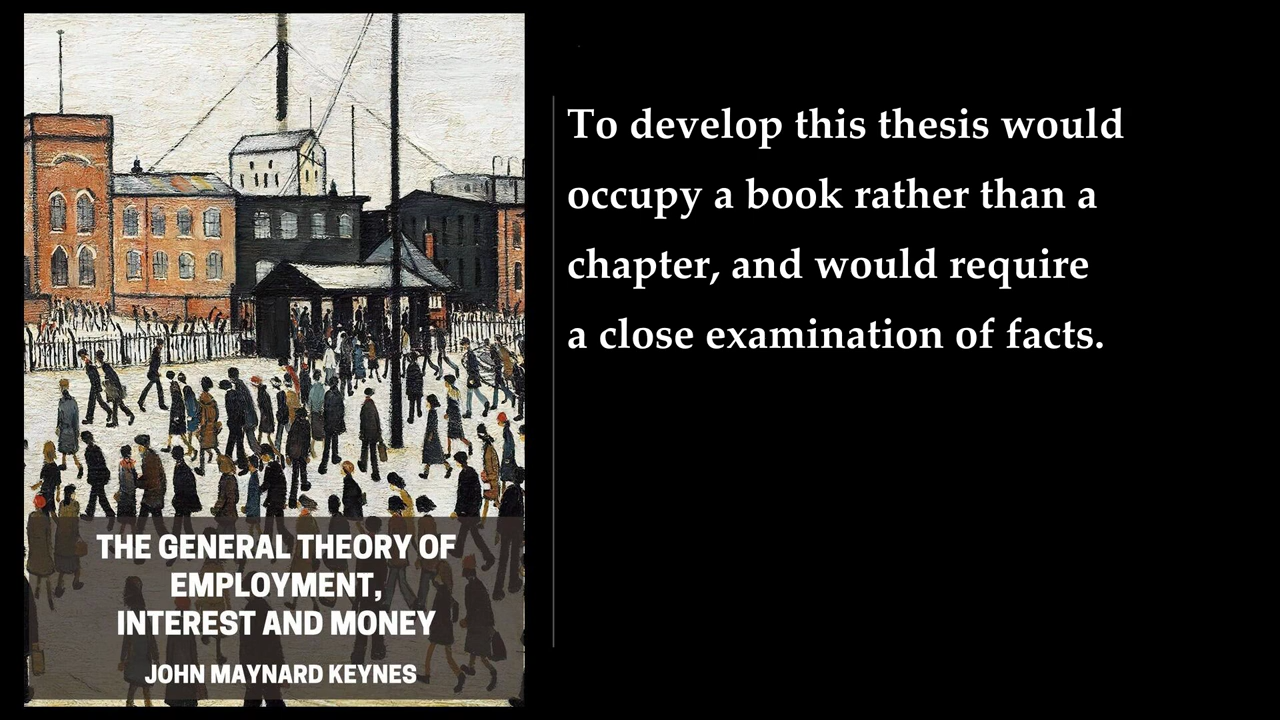 THE GENERAL THEORY OF
EMPLOYMENT,
INTEREST AND MONEY
JOHN MAYNARD KEYNES
To develop this thesis would
occupy a book rather than a
chapter, and would require
a close examination of facts.